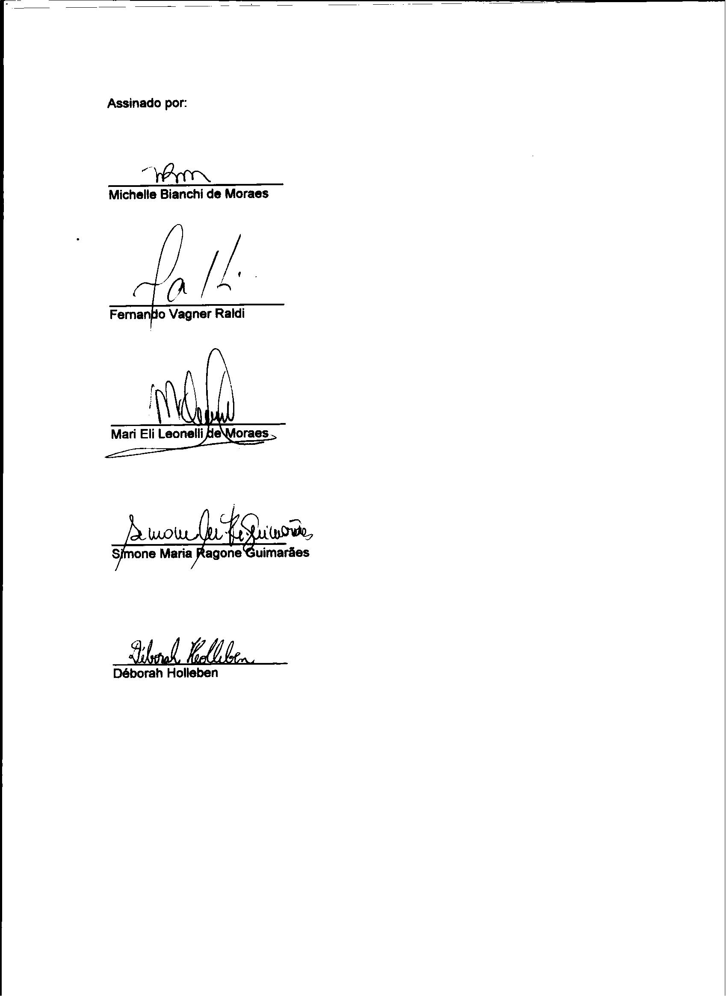 Assinado por:
Michelle Bianchi de Moraes
Fernando Vagner Raldi
Mari Eli Leonelli de Moraes
Simone Maria Ragone Guimarães
Déborah Holleben
Déborah Holleben